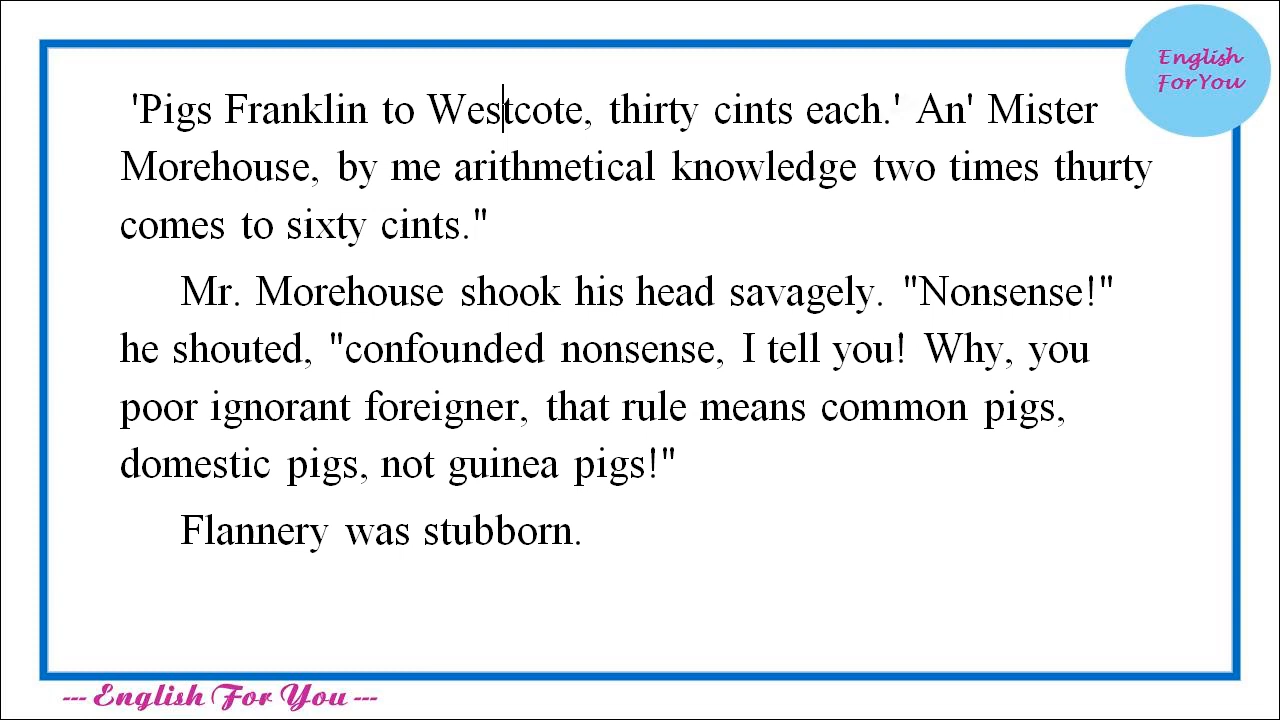 English
ForYou
'Pigs Franklin to Westcote, thirty cints each.' An' Mister
Morehouse, by me arithmetical knowledge two times thurty
comes to sixty cints."
Mr. Morehouse shook his head savagely. "Nonsense!"
he shouted, "confounded nonsense, I tell you! Why, you
poor ignorant foreigner, that rule means common pigs,
domestic pigs, not guinea pigs!"
Flannery was stubborn.
--- English For You ---